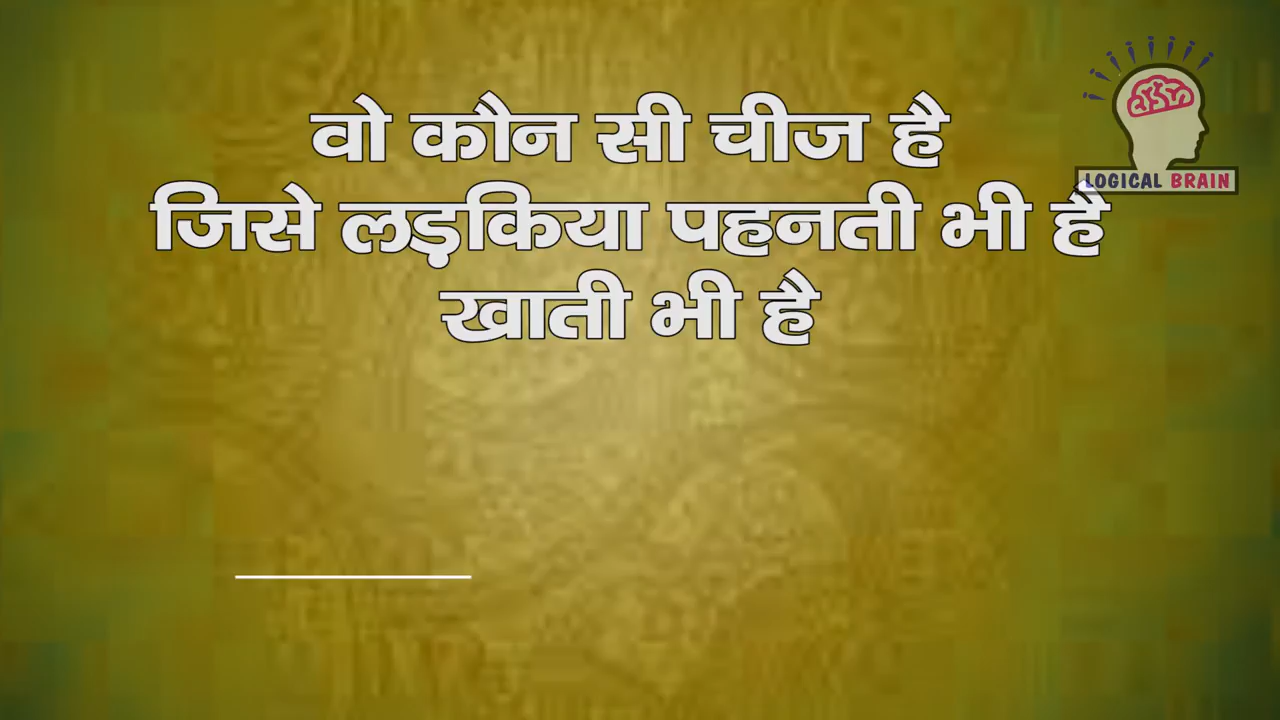 वो कौन सी चीज है
जिसे लड़किया पहनती भी है
खाती भी है
LOGICAL BRAIN